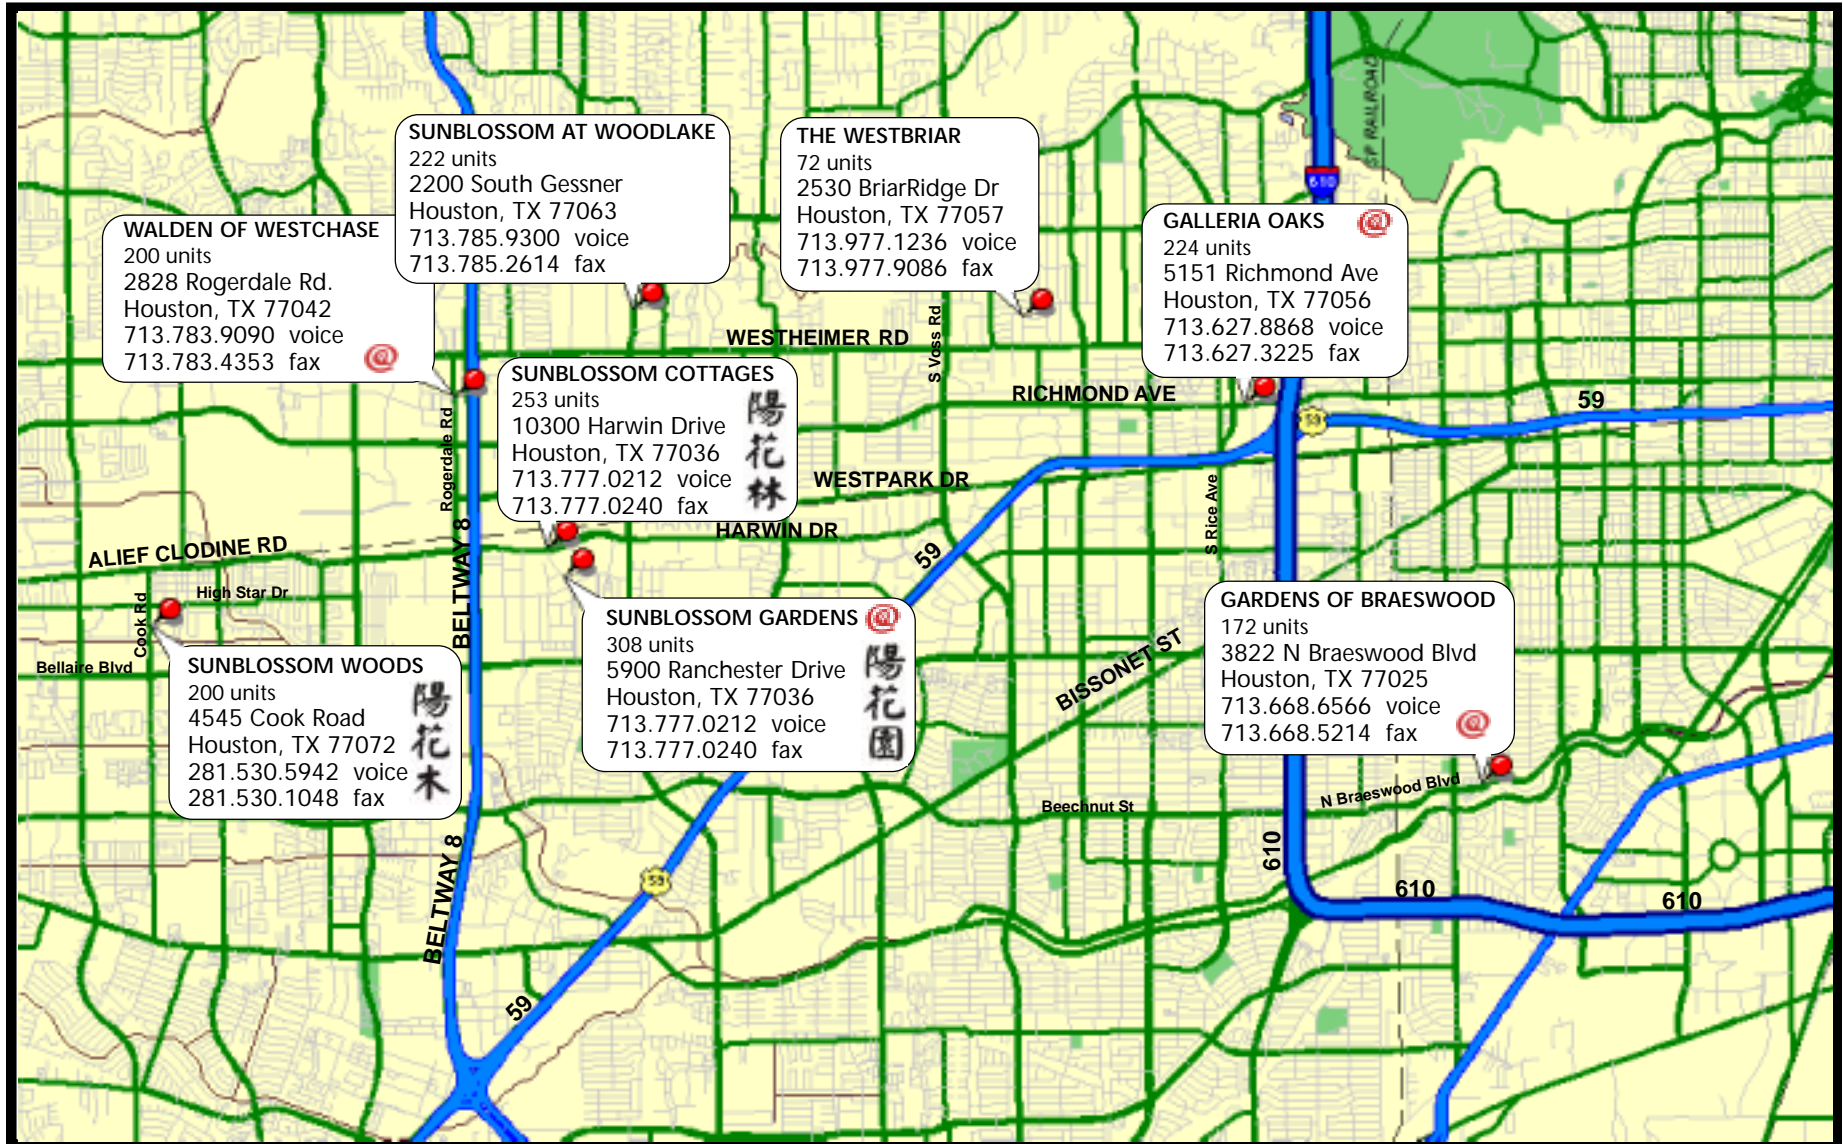 SUNBLOSSOM AT WOODLAKE
222 units
2200 South Gessner
Houston, TX 77063
713.785.9300 voice
713.785.2614 fax
THE WESTBRIAR
72 units
2530 BriarRidge Dr
Houston, TX 77057
713.977.1236 voice
713.977.9086 fax
SP RAILROAD
610
WALDEN OF WESTCHASE
200 units
2828 Rogerdale Rd.
Houston, TX 77042
713.783.9090 voice
713.783.4353 fax
@
GALLERIA OAKS @
224 units
5151 Richmond Ave
Houston, TX 77056
713.627.8868 voice
713.627.3225 fax
WESTHEIMER RD
S Voss Rd
SUNBLOSSOM COTTAGES
253 units
10300 Harwin Drive
Houston, TX 77036
713.777.0212 voice
713.777.0240 fax
陽花林
RICHMOND AVE
59
59
Rogerdale Rd
WESTPARK DR
S Rice Ave
HARWIN DR
ALIEF CLODINE RD
BELTWAY 8
59
High Star Dr
Cook Rd
Bellaire Blvd
SUNBLOSSOM WOODS
200 units
4545 Cook Road
Houston, TX 77072
281.530.5942 voice
281.530.1048 fax
陽花木
SUNBLOSSOM GARDENS @
308 units
5900 Ranchester Drive
Houston, TX 77036
713.777.0212 voice
713.777.0240 fax
陽花園
BISSONET ST
GARDENS OF BRAESWOOD
172 units
3822 N Braeswood Blvd
Houston, TX 77025
713.668.6566 voice
713.668.5214 fax
@
N Braeswood Blvd
Beechnut St
BELTWAY 8
610
59
610
610
59